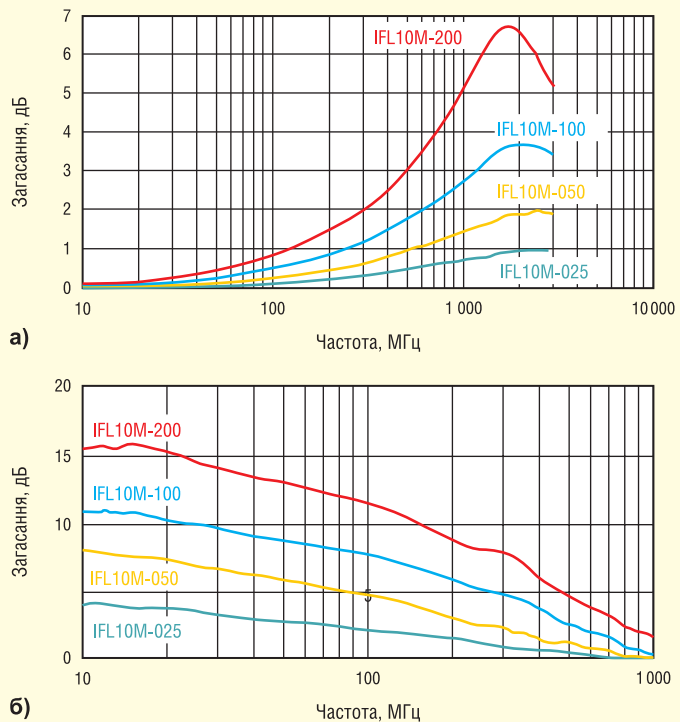 7
6
5
4
3
2
1
0
Загасання, дБ
IFL10M-200
IFL10M-100
IFL10M-050
IFL10M-025
10
100
1 000
10 000
Частота, МГц
а)
20
15
10
5
0
Загасання, дБ
IFL10M-200
IFL10M-100
IFL10M-050
IFL10M-025
10
100
1 000
Частота, МГц
б)